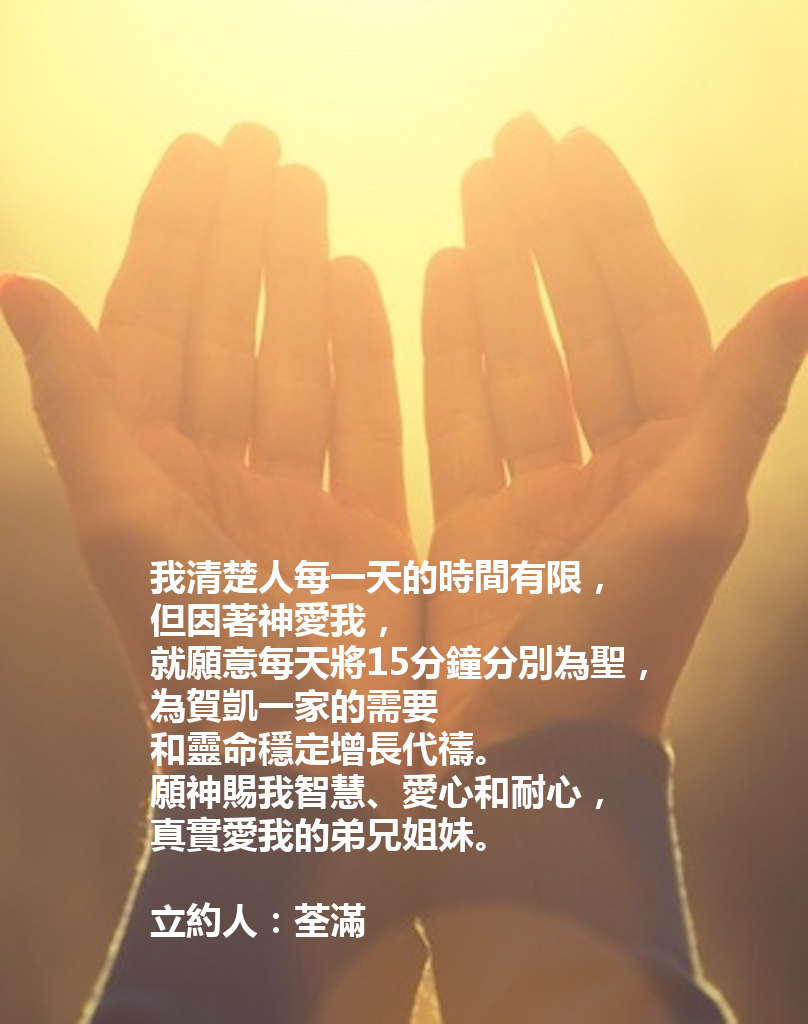 我清楚人每一天的時間有限，
但因著神愛我，
就願意每天將15分鐘分別為聖，
為賀凱一家的需要
和靈命穩定增長代禱。
願神賜我智慧、愛心和耐心，
真實愛我的弟兄姐妹。
立約人：荃滿